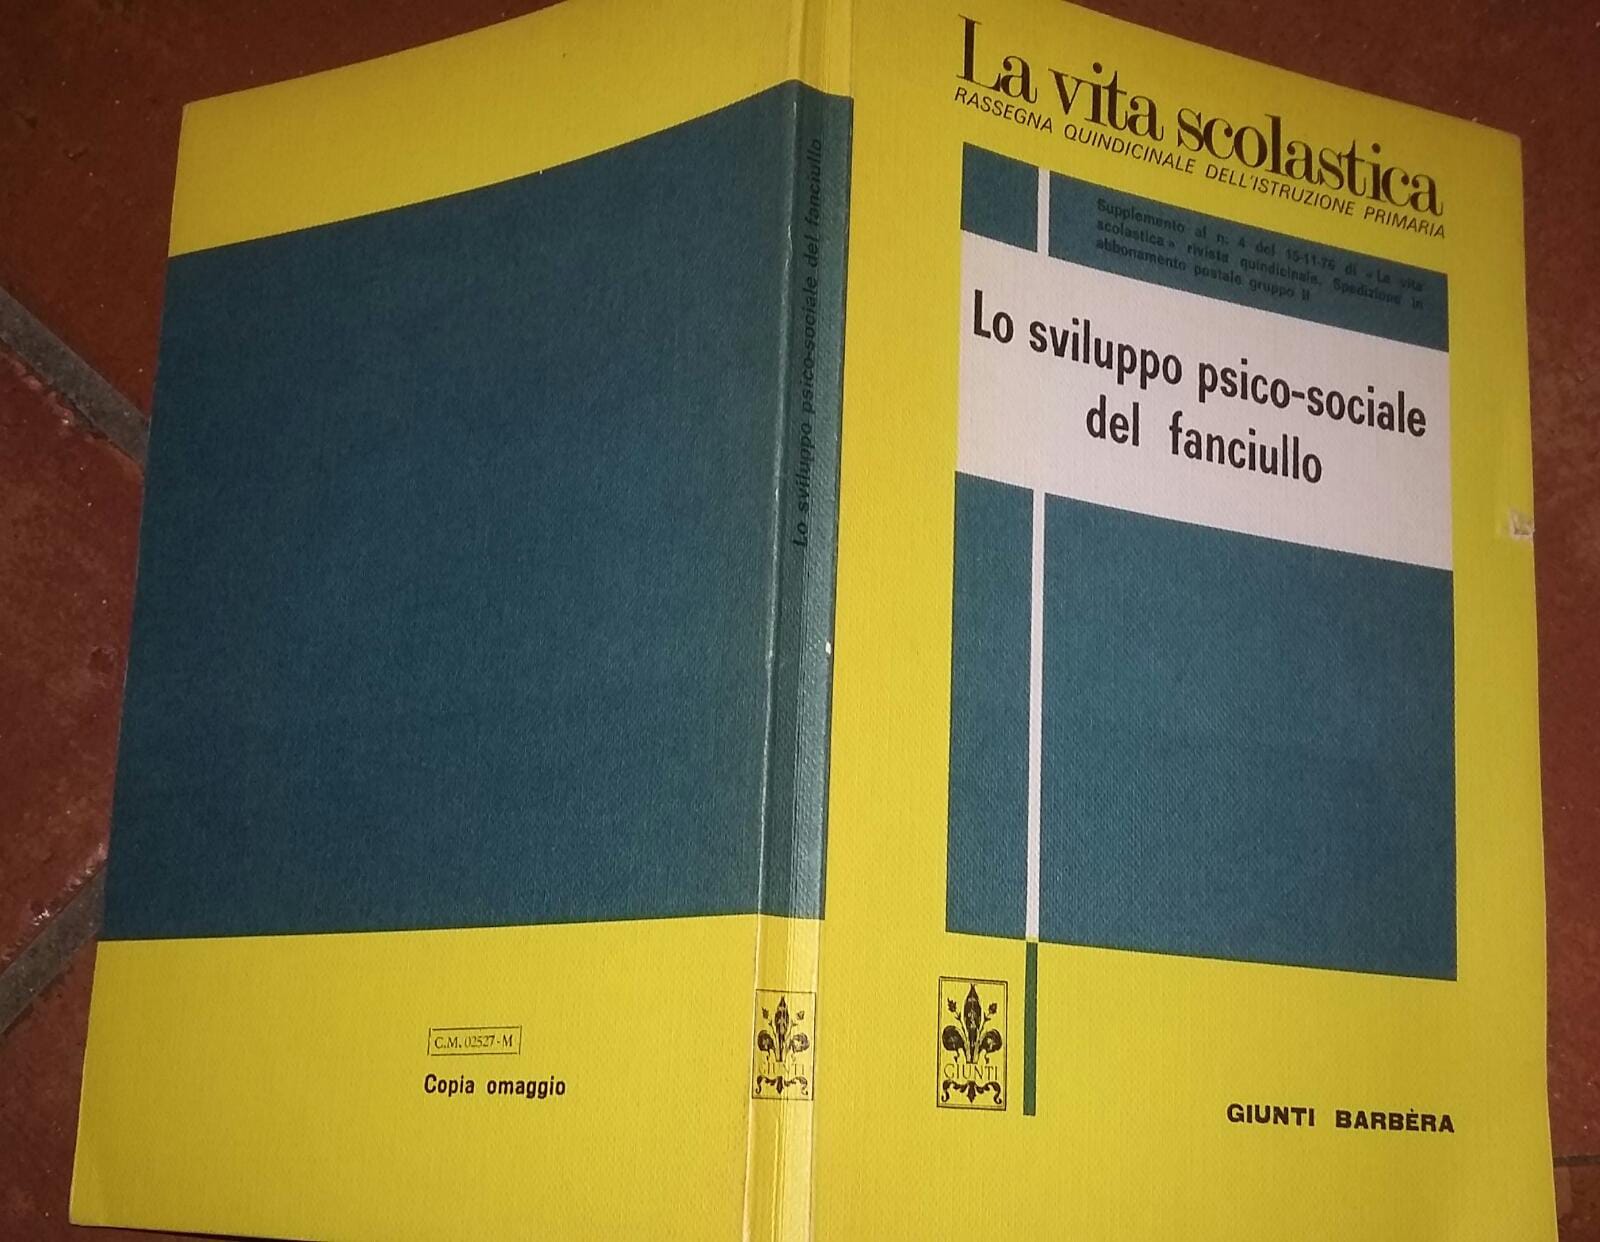 La vita scolastica
RASSEGNA QUINDICINALE DELL'ISTRUZIONE PRIMARIA
Supplemento al n. 4 del 15-11-76 di « La vita
scolastica » rivista quindicinale. Spedizione in
abbonamento postale gruppo II
Lo sviluppo psico-sociale
del fanciullo
GIUNTI
GIUNTI BARBÈRA
Lo sviluppo psico-sociale del fanciullo
GIUNTI
C.M. 02527-M
Copia omaggio